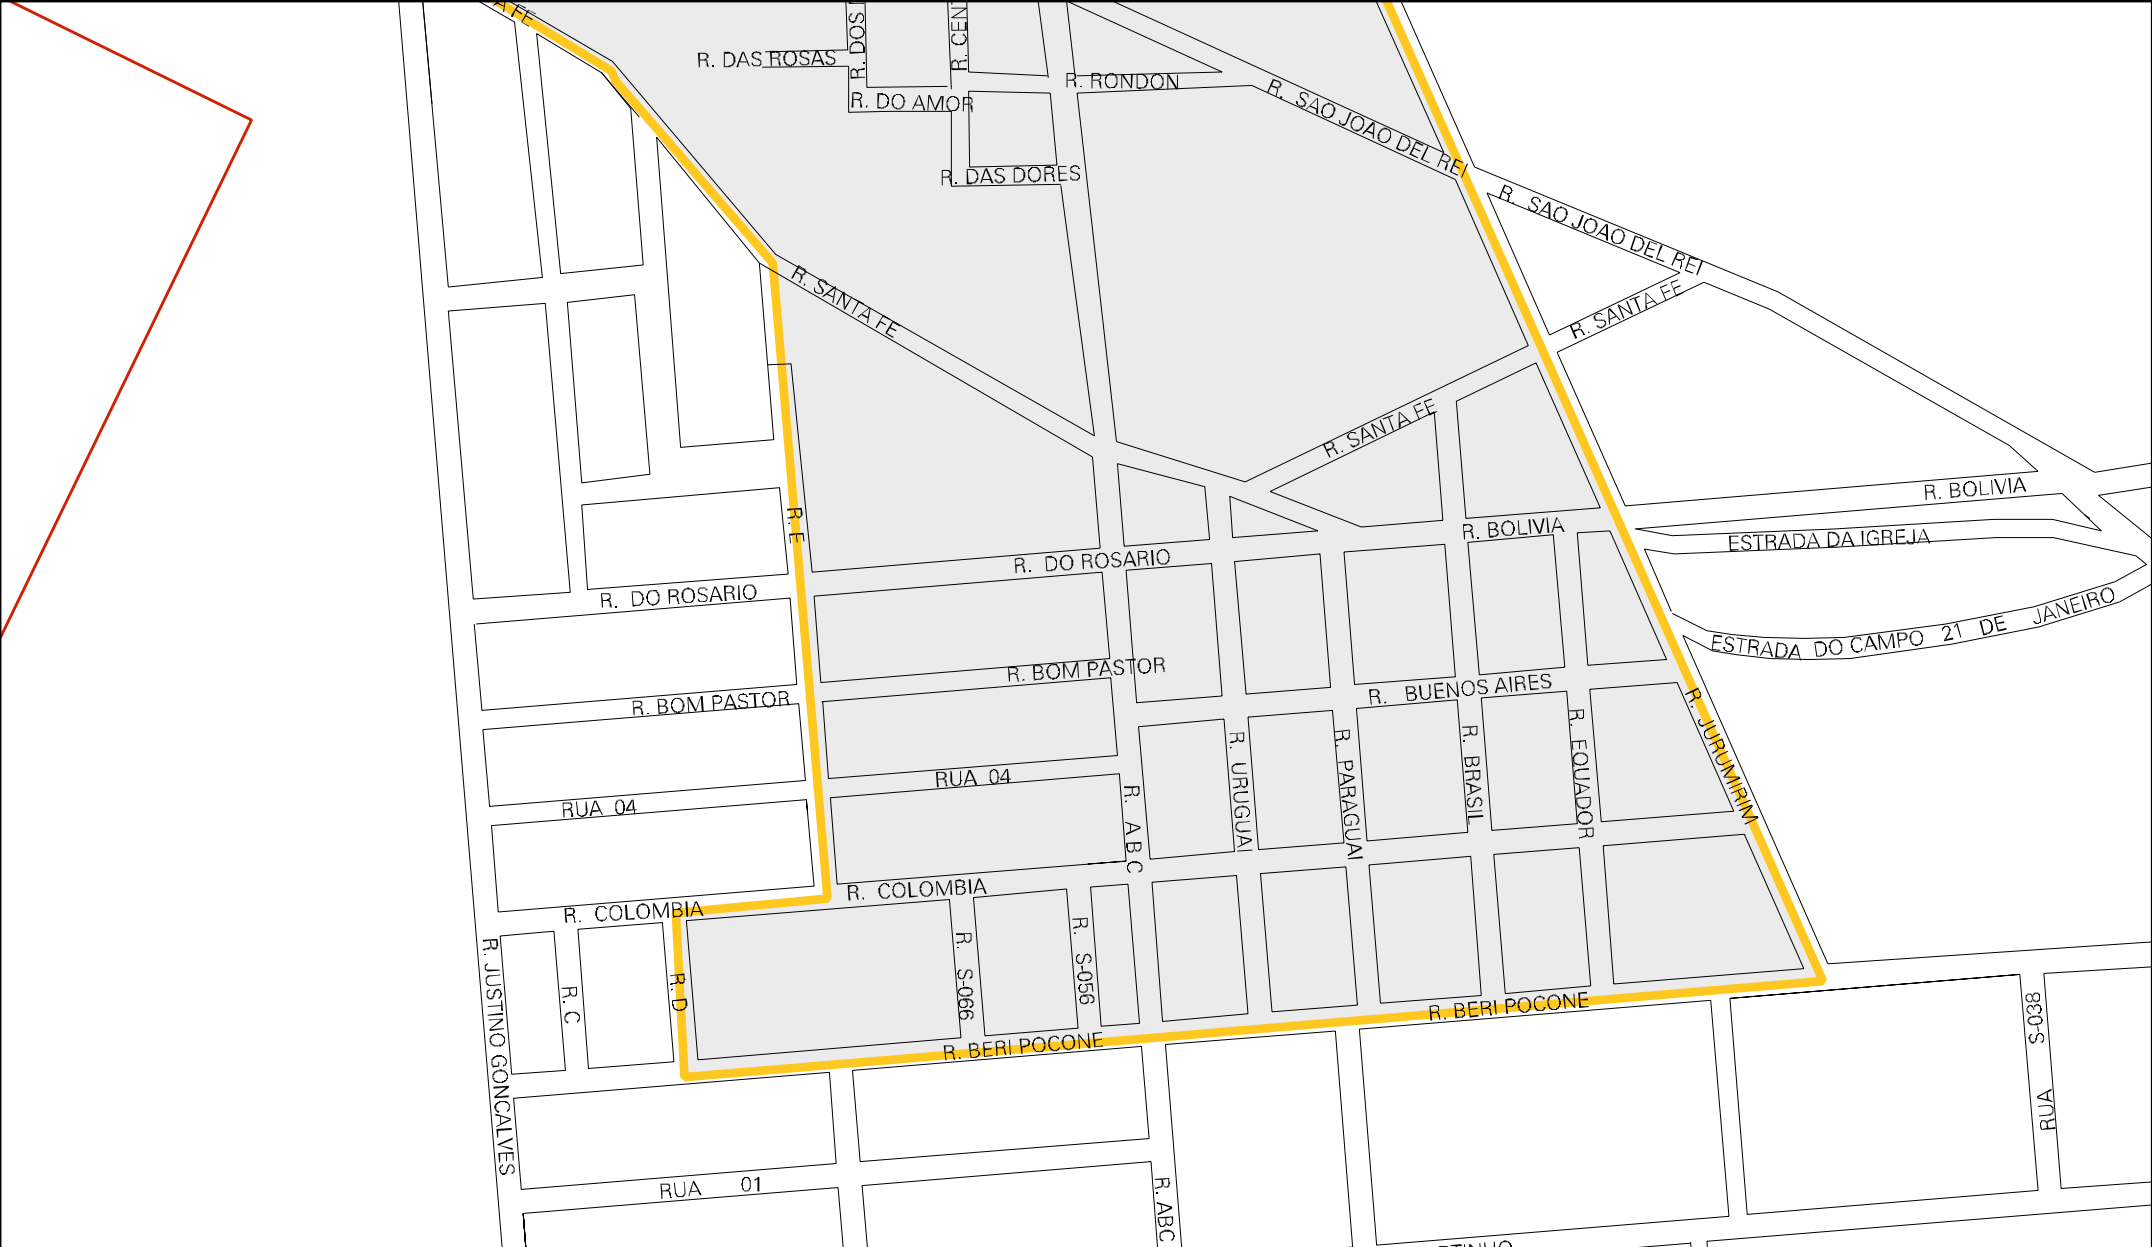 A FE
R. DOS
R. CEN
R. DAS ROSAS
R. RONDON
R. DO AMOR
R. SAO JOAO DEL REI
R. DAS DORES
R. SAO JOAO DEL REI
R. SANTA FE
R. SANTA FE
R. SANTA FE
R. BOLIVIA
R. E
R. BOLIVIA
ESTRADA DA IGREJA
R. DO ROSARIO
R. DO ROSARIO
ESTRADA DO CAMPO 21 DE JANEIRO
R. BOM PASTOR
R. BUENOS AIRES
R. BOM PASTOR
R. JURUMIRIM
R. URUGUAI
R. PARAGUAI
R. BRASIL
R. EQUADOR
RUA 04
R. ABC
RUA 04
R. COLOMBIA
R. COLOMBIA
R. JUSTINO GONCALVES
R. C
R. D
R. S-066
R. S-056
R. BERI POCONE
R. BERI POCONE
RUA S-038
RUA 01
R. ABC
TINHO